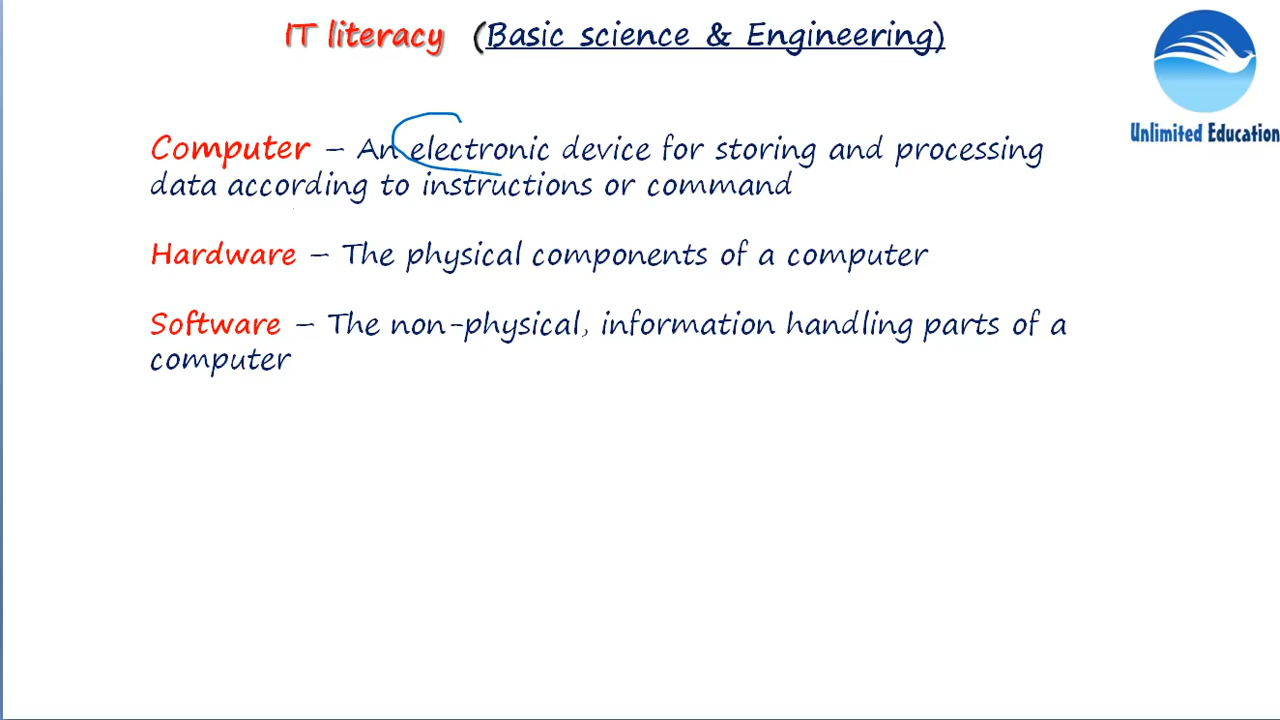 IT literacy (Basic science & Engineering)
Unlimited Education
Computer – An electronic device for storing and processing
data according to instructions or command
Hardware – The physical components of a computer
Software – The non-physical, information handling parts of a
computer